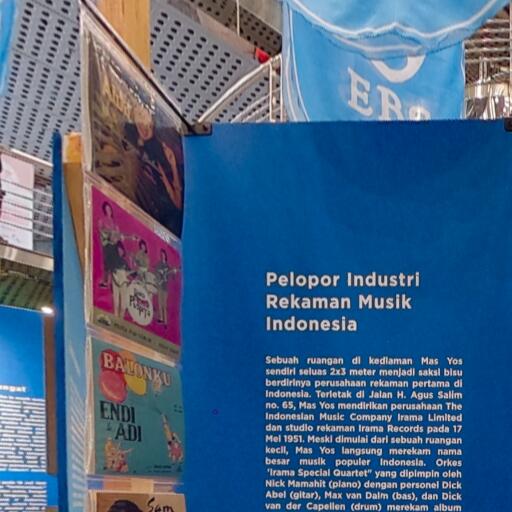 Pelopor Industri
Rekaman Musik
Indonesia
Sebuah ruangan di kediaman Mas Yos
sendiri seluas 2x3 meter menjadi saksi bisu
berdirinya perusahaan rekaman pertama di
Indonesia. Terletak di Jalan H. Agus Salim
no. 65, Mas Yos mendirikan perusahaan The
Indonesian Music Company Irama Limited
dan studio rekaman Irama Records pada 17
Mei 1951. Meski dimulai dari sebuah ruangan
kecil, Mas Yos langsung merekam nama
besar musik populer Indonesia. Orkes
"Irama Special Quartet" yang dipimpin oleh
Nick Mamahit (piano) dengan personel Dick
Abel (gitar), Max van Dalm (bas), dan Dick
van der Capellen (drum) merekam album
BALONKU
ENDI
&
ADI